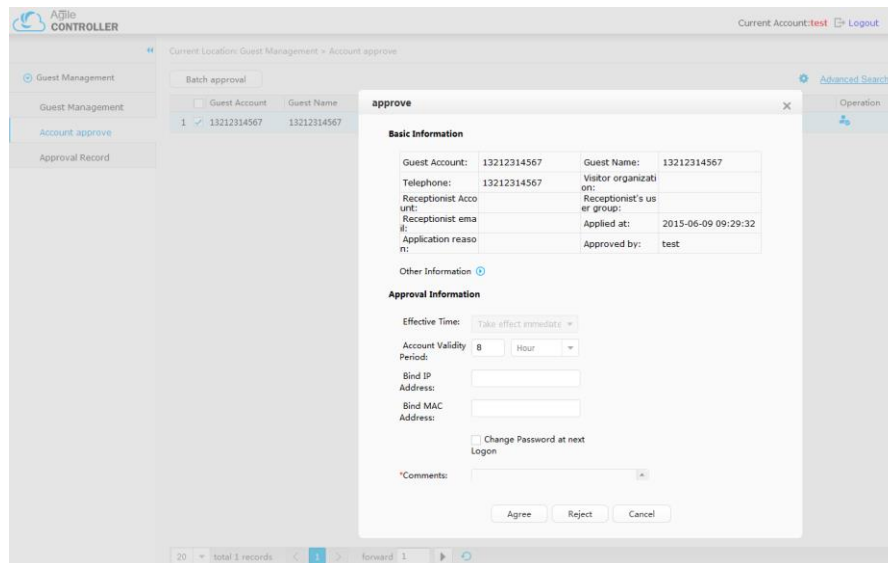 Agile
CONTROLLER
Current Account:test Logout
Current Location: Guest Management » Account approve
Guest Management
Guest Management
Account approve
Approval Record
Batch approval
Advanced Search
Guest Account Guest Name
Operation
1 13212314567 13212314567
approve
Basic Information
Guest Account: 13212314567 Guest Name: 13212314567
Telephone: 13212314567 Visitor organizati
on:
Receptionist Acco
unt:
Receptionist's us
er group:
Receptionist ema
il:
Applied at: 2015-06-09 09:29:32
Application reaso
n:
Approved by: test
Other Information
Approval Information
Effective Time: Take effect immediate
Account Validity
Period: 8 Hour
Bind IP
Address:
Bind MAC
Address:
Change Password at next
Logon
*Comments:
Agree Reject Cancel
20 total 1 records 1 forward 1